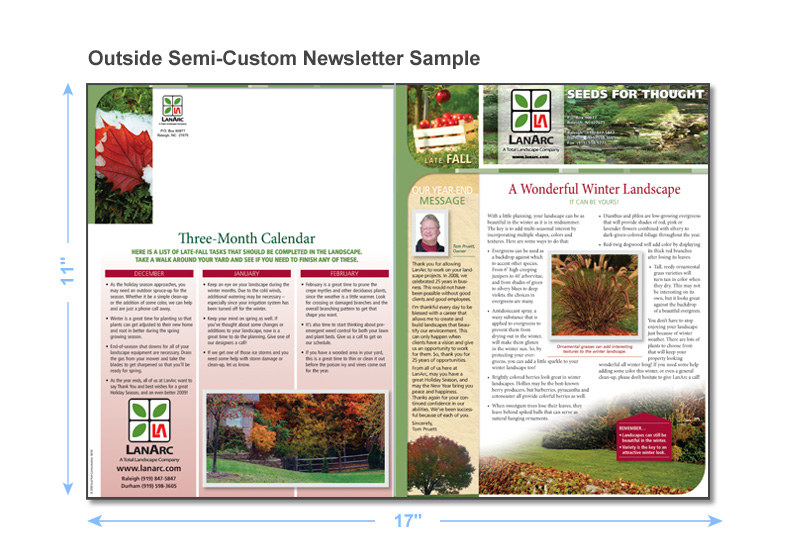 Outside Semi-Custom Newsletter Sample
11"
17"
LANARC
A Total Landscape Company
P.O. Box 90871
Raleigh, NC 27675
Three-Month Calendar
HERE IS A LIST OF LATE-FALL TASKS THAT SHOULD BE COMPLETED IN THE LANDSCAPE.
TAKE A WALK AROUND YOUR YARD AND SEE IF YOU NEED TO FINISH ANY OF THESE.
DECEMBER
• As the holiday season approaches, you
may need an outdoor spruce-up for the
season. Whether it be a simple clean-up
or the addition of some color, we can help
and are just a phone call away.
• Winter is a great time for planting so that
plants can get adjusted to their new home
and root in better during the spring
growing season.
• End-of-season shut downs for all of your
landscape equipment are necessary. Drain
the gas from your mower and take the
blades to get sharpened so that you'll be
ready for spring.
• As the year ends, all of us at LanArc want to
say Thank You and best wishes for a great
Holiday Season, and an even better 2009!
LANARC
A Total Landscape Company
www.lanarc.com
Raleigh (919) 847-5847
Durham (919) 598-3605
JANUARY
• Keep an eye on your landscape during the
winter months. Due to the cold winds,
additional watering may be necessary –
especially since your irrigation system has
been turned off for the winter.
• Keep your mind on spring as well. If
you've thought about some changes or
additions to your landscape, now is a
great time to do the planning. Give one of
our designers a call!
• If we get one of those ice storms and you
need some help with storm damage or
clean-up, let us know.
FEBRUARY
• February is a great time to prune the
crape myrtles and other deciduous plants,
since the weather is a little warmer. Look
for crossing or damaged branches and the
overall branching pattern to get that
shape you want.
• It's also time to start thinking about pre-
emergent weed control for both your lawn
and plant beds. Give us a call to get on
our schedule.
• If you have a wooded area in your yard,
this is a great time to thin or clean it out
before the poison ivy and vines come out
for the year.
LATE FALL
LANARC
A Total Landscape Company
www.lanarc.com
SEEDS FOR THOUGHT
OUR YEAR-END
MESSAGE
Tom Pruett
Owner
Thank you for allowing
LanArc to work on your land-
scape projects. In 2008, we
celebrated 25 years in busi-
ness. This would not have
been possible without good
clients and good employees.
I'm thankful every day to be
blessed with a career that
allows me to create and
build landscapes that beau-
tify our environment. This
can only happen when
clients have a vision and give
us an opportunity to work
for them. So, thank you for
25 years of opportunities.
From all of us here at
LanArc, may you have a
great Holiday Season, and
may the New Year bring you
peace and happiness.
Thanks again for your con-
tinued confidence in our
abilities. We've been success-
ful because of each of you.
Sincerely,
Tom Pruett
A Wonderful Winter Landscape
IT CAN BE YOURS!
With a little planning, your landscape can be as
beautiful in the winter as it is in midsummer.
The key is to add multi-seasonal interest by
incorporating multiple shapes, colors and
textures. Here are some ways to do that:
• Evergreens can be used as
a backdrop against which
to accent other species.
From 6" high creeping
junipers to 40' arborvitae,
and from shades of green
to silvery blues to deep
violets, the choices in
evergreens are many.
• Antidesiccant spray, a
waxy substance that is
applied to evergreens to
prevent them from
drying out in the winter,
will make them glisten
in the winter sun. So, by
protecting your ever-
greens, you can add a little sparkle to your
winter landscape too!
• Brightly-colored berries look great in winter
landscapes. Hollies may be the best-known
berry producers, but barberries, pyracantha and
cotoneaster all provide colorful berries as well.
• When sweetgum trees lose their leaves, they
leave behind spiked balls that can serve as
natural hanging ornaments.
• Dianthus and phlox are low-growing evergreens
that will provide shades of red, pink or
lavender flowers combined with silvery to
dark-green-colored foliage throughout the year.
• Red-twig dogwood will add color by displaying
its thick red branches
after losing its leaves.
• Tall, reedy ornamental
grass varieties will
turn tan in color when
they dry. This may not
be interesting on its
own, but it looks great
against the backdrop
of a beautiful evergreen.
You don't have to stop
enjoying your landscape
just because of winter
weather. There are lots of
plants to choose from
that will keep your
property looking
wonderful all winter long! If you need some help
adding some color this winter, or even a general
clean-up, please don't hesitate to give LanArc a call!
Ornamental grasses can add interesting
textures to the winter landscape.
REMEMBER ...
• Landscapes can still be
beautiful in the winter.
• Variety is the key to an
attractive winter look.